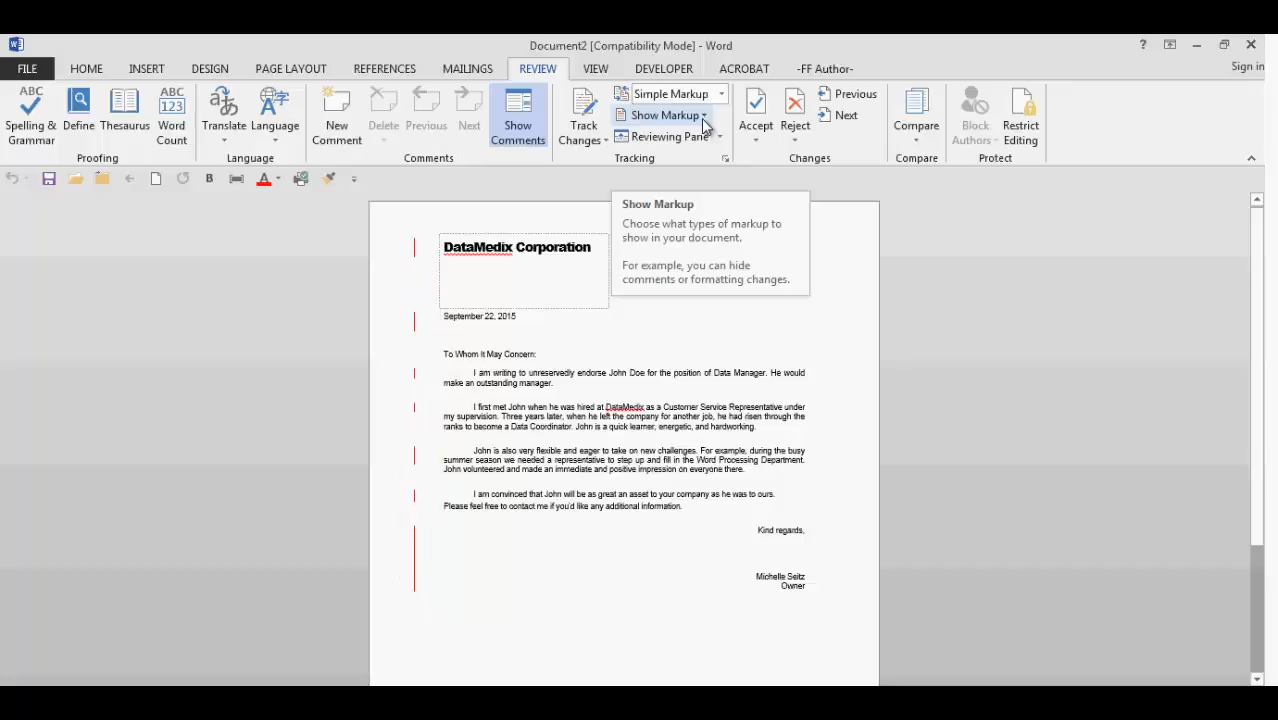 Document2 [Compatibility Mode] - Word
?
FILE HOME INSERT DESIGN PAGE LAYOUT REFERENCES MAILINGS REVIEW VIEW DEVELOPER ACROBAT -FF Author- Sign in
ABC Spelling & Grammar
Define
Thesaurus
ABC 123 Word Count
Proofing
Translate
Language
Language
New Comment
Delete
Previous
Next
Show Comments
Comments
Track Changes
Simple Markup
Show Markup
Reviewing Pane
Tracking
Accept
Reject
Previous
Next
Changes
Compare
Compare
Block Authors
Restrict Editing
Protect
B A
Show Markup
Choose what types of markup to
show in your document.
For example, you can hide
comments or formatting changes.
DataMedix Corporation
September 22, 2015
To Whom It May Concern:
I am writing to unreservedly endorse John Doe for the position of Data Manager. He would
make an outstanding manager.
I first met John when he was hired at DataMedix as a Customer Service Representative under
my supervision. Three years later, when he left the company for another job, he had risen through the
ranks to become a Data Coordinator. John is a quick learner, energetic, and hardworking.
John is also very flexible and eager to take on new challenges. For example, during the busy
summer season we needed a representative to step up and fill in the Word Processing Department.
John volunteered and made an immediate and positive impression on everyone there.
I am convinced that John will be as great an asset to your company as he was to ours.
Please feel free to contact me if you'd like any additional information.
Kind regards,
Michelle Seitz
Owner